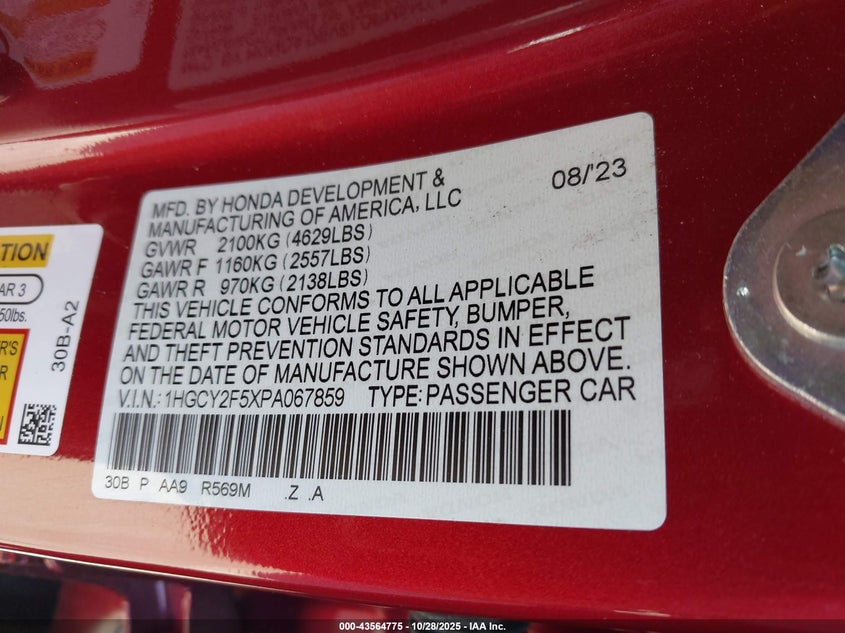 MFD. BY HONDA DEVELOPMENT &
MANUFACTURING OF AMERICA, LLC
08/'23
GVWR 2100KG (4629LBS)
GAWR F 1160KG (2557LBS)
GAWR R 970KG (2138LBS)
THIS VEHICLE CONFORMS TO ALL APPLICABLE
FEDERAL MOTOR VEHICLE SAFETY, BUMPER,
AND THEFT PREVENTION STANDARDS IN EFFECT
ON THE DATE OF MANUFACTURE SHOWN ABOVE.
V.I.N.: 1HGCY2F5XPA067859 TYPE: PASSENGER CAR
30B P AA9 R569M .Z .A
AR 3
50lbs.
30B-A2
000-43564775 - 10/28/2025 - IAA Inc.